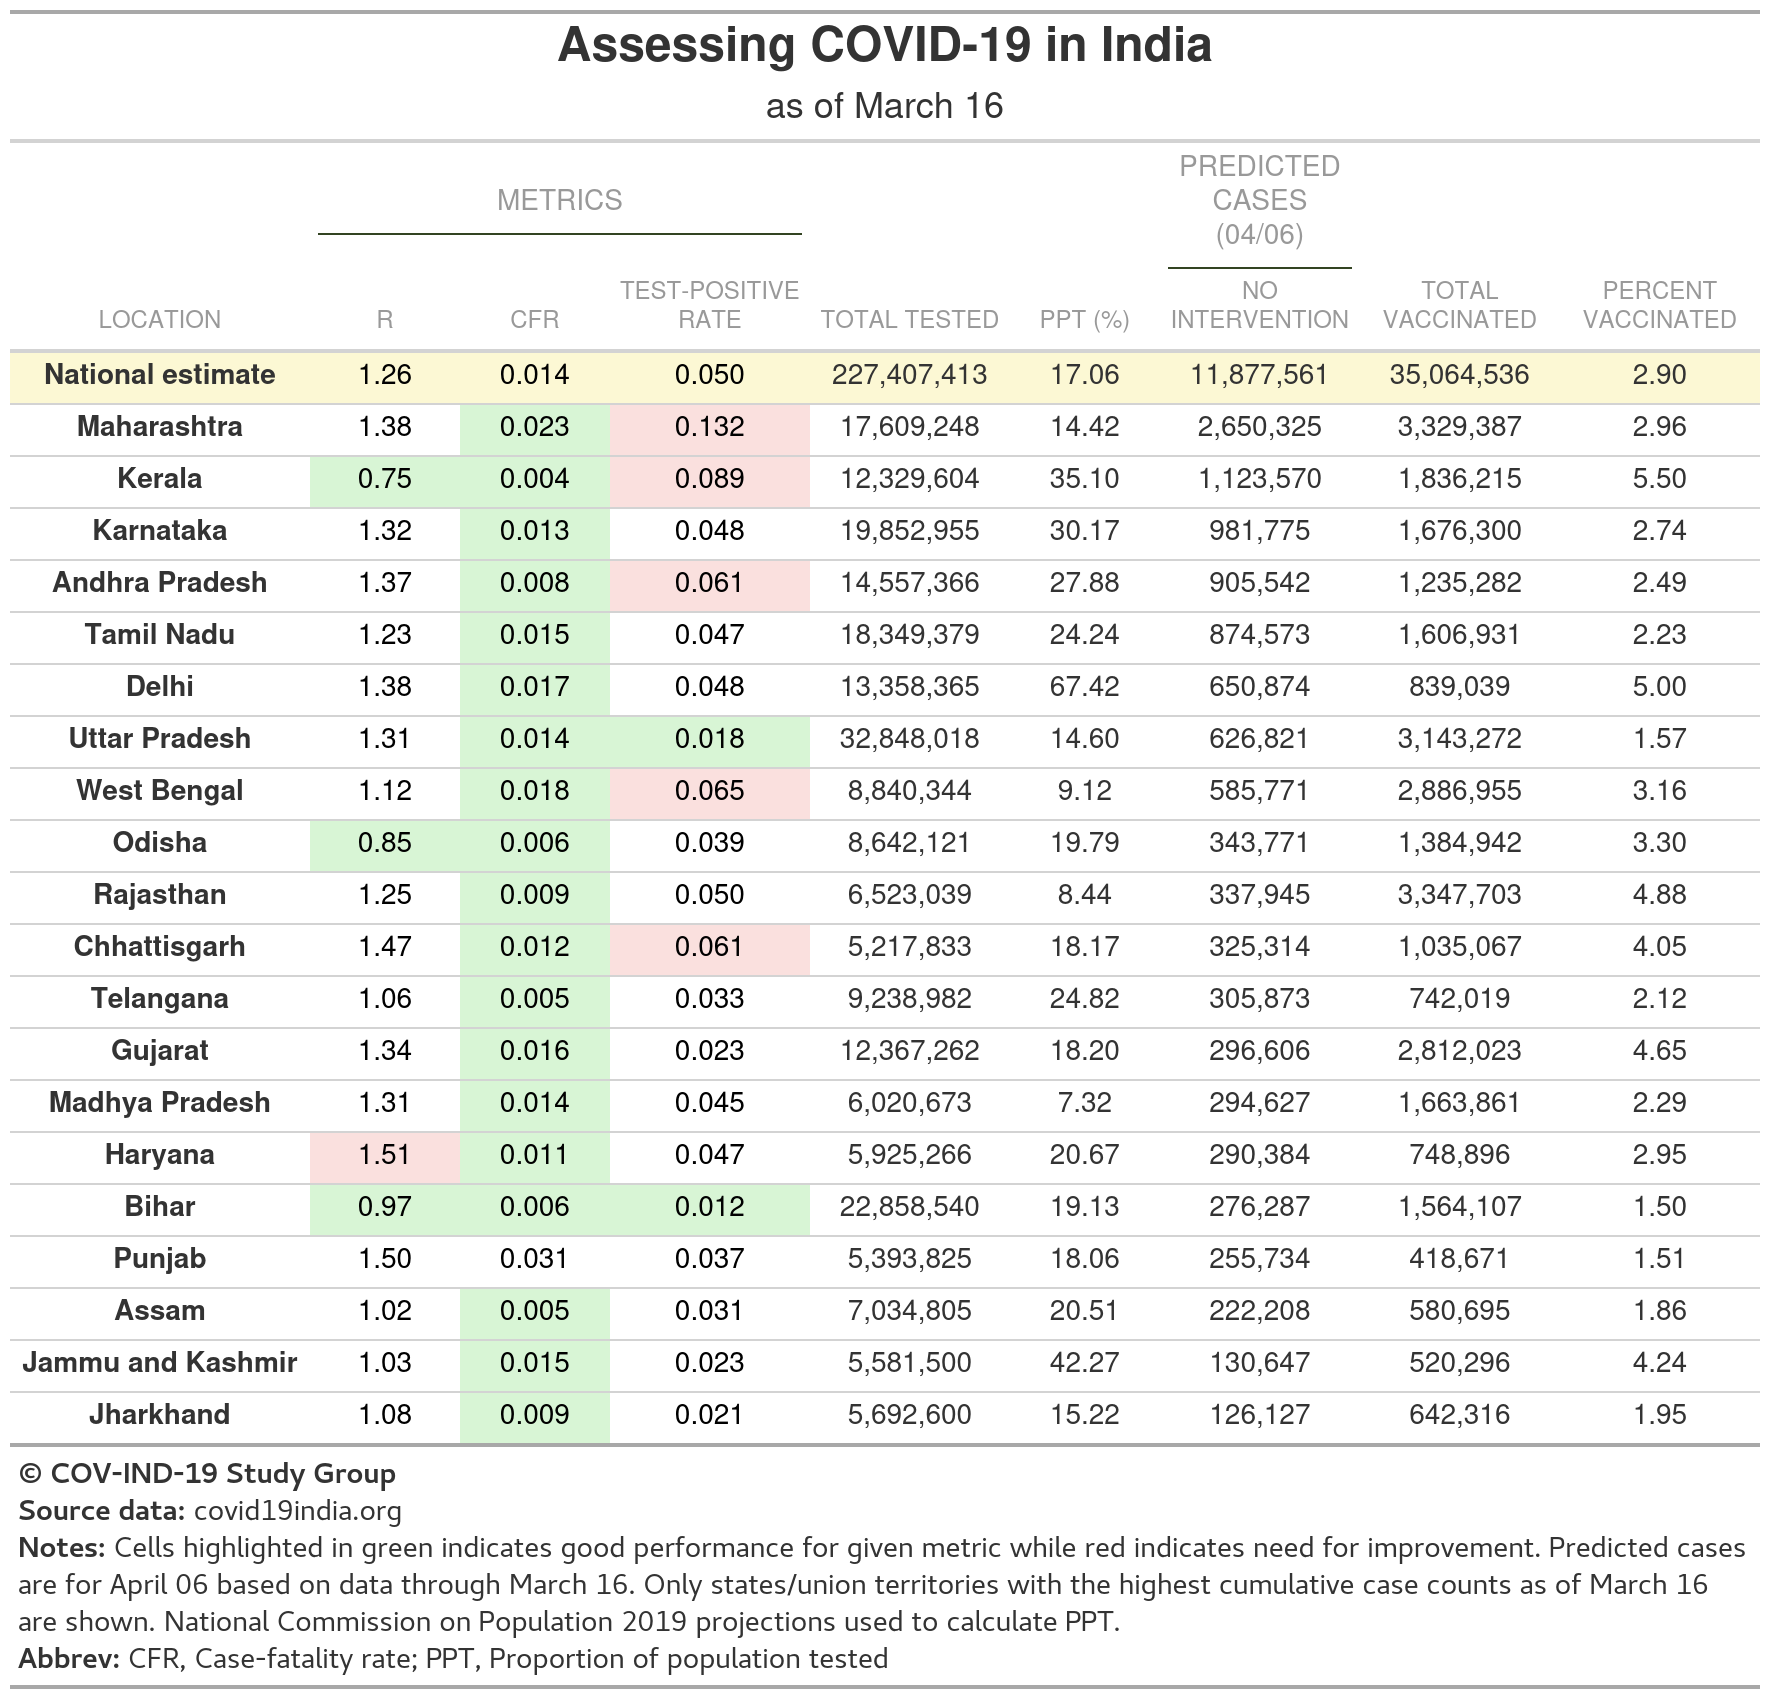 Assessing COVID-19 in India
as of March 16
METRICS
PREDICTED
CASES
(04/06)
LOCATION R CFR TEST-POSITIVE RATE TOTAL TESTED PPT (%) NO INTERVENTION TOTAL VACCINATED PERCENT VACCINATED
National estimate 1.26 0.014 0.050 227,407,413 17.06 11,877,561 35,064,536 2.90
Maharashtra 1.38 0.023 0.132 17,609,248 14.42 2,650,325 3,329,387 2.96
Kerala 0.75 0.004 0.089 12,329,604 35.10 1,123,570 1,836,215 5.50
Karnataka 1.32 0.013 0.048 19,852,955 30.17 981,775 1,676,300 2.74
Andhra Pradesh 1.37 0.008 0.061 14,557,366 27.88 905,542 1,235,282 2.49
Tamil Nadu 1.23 0.015 0.047 18,349,379 24.24 874,573 1,606,931 2.23
Delhi 1.38 0.017 0.048 13,358,365 67.42 650,874 839,039 5.00
Uttar Pradesh 1.31 0.014 0.018 32,848,018 14.60 626,821 3,143,272 1.57
West Bengal 1.12 0.018 0.065 8,840,344 9.12 585,771 2,886,955 3.16
Odisha 0.85 0.006 0.039 8,642,121 19.79 343,771 1,384,942 3.30
Rajasthan 1.25 0.009 0.050 6,523,039 8.44 337,945 3,347,703 4.88
Chhattisgarh 1.47 0.012 0.061 5,217,833 18.17 325,314 1,035,067 4.05
Telangana 1.06 0.005 0.033 9,238,982 24.82 305,873 742,019 2.12
Gujarat 1.34 0.016 0.023 12,367,262 18.20 296,606 2,812,023 4.65
Madhya Pradesh 1.31 0.014 0.045 6,020,673 7.32 294,627 1,663,861 2.29
Haryana 1.51 0.011 0.047 5,925,266 20.67 290,384 748,896 2.95
Bihar 0.97 0.006 0.012 22,858,540 19.13 276,287 1,564,107 1.50
Punjab 1.50 0.031 0.037 5,393,825 18.06 255,734 418,671 1.51
Assam 1.02 0.005 0.031 7,034,805 20.51 222,208 580,695 1.86
Jammu and Kashmir 1.03 0.015 0.023 5,581,500 42.27 130,647 520,296 4.24
Jharkhand 1.08 0.009 0.021 5,692,600 15.22 126,127 642,316 1.95
© COV-IND-19 Study Group
Source data: covid19india.org
Notes: Cells highlighted in green indicates good performance for given metric while red indicates need for improvement. Predicted cases
are for April 06 based on data through March 16. Only states/union territories with the highest cumulative case counts as of March 16
are shown. National Commission on Population 2019 projections used to calculate PPT.
Abbrev: CFR, Case-fatality rate; PPT, Proportion of population tested